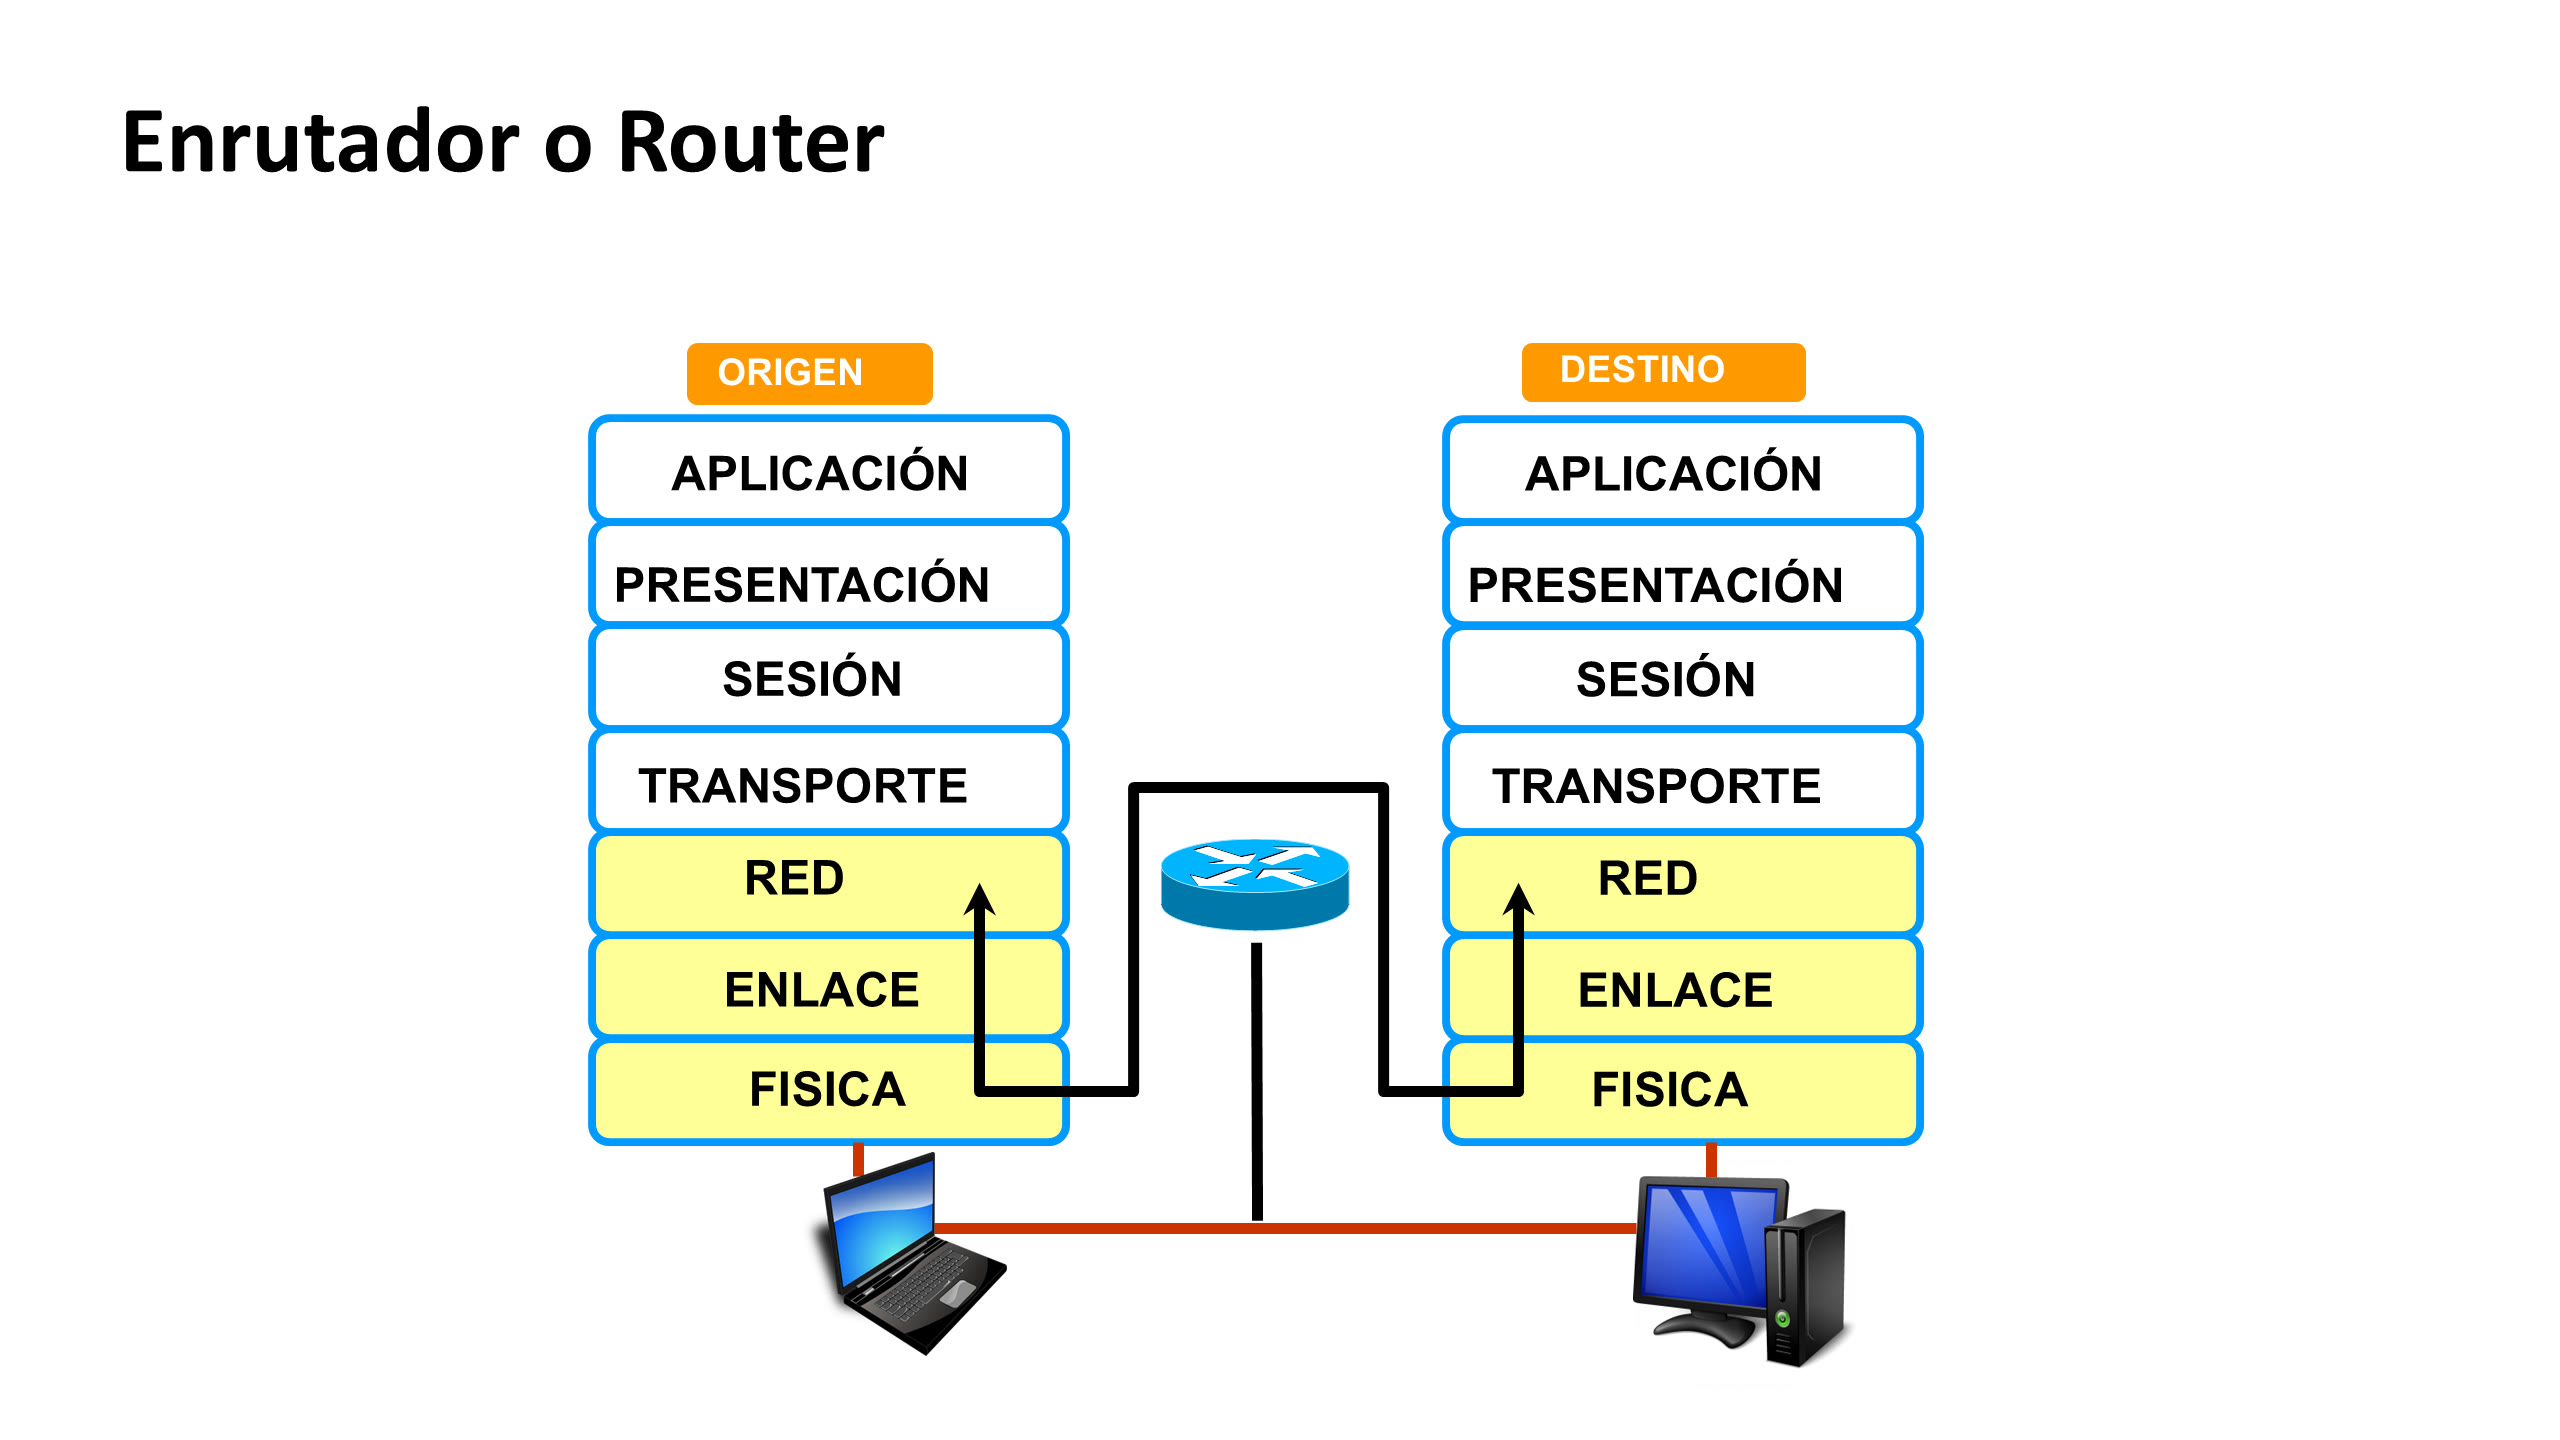 Enrutador o Router
ORIGEN
APLICACIÓN
PRESENTACIÓN
SESIÓN
TRANSPORTE
RED
ENLACE
FISICA
DESTINO
APLICACIÓN
PRESENTACIÓN
SESIÓN
TRANSPORTE
RED
ENLACE
FISICA